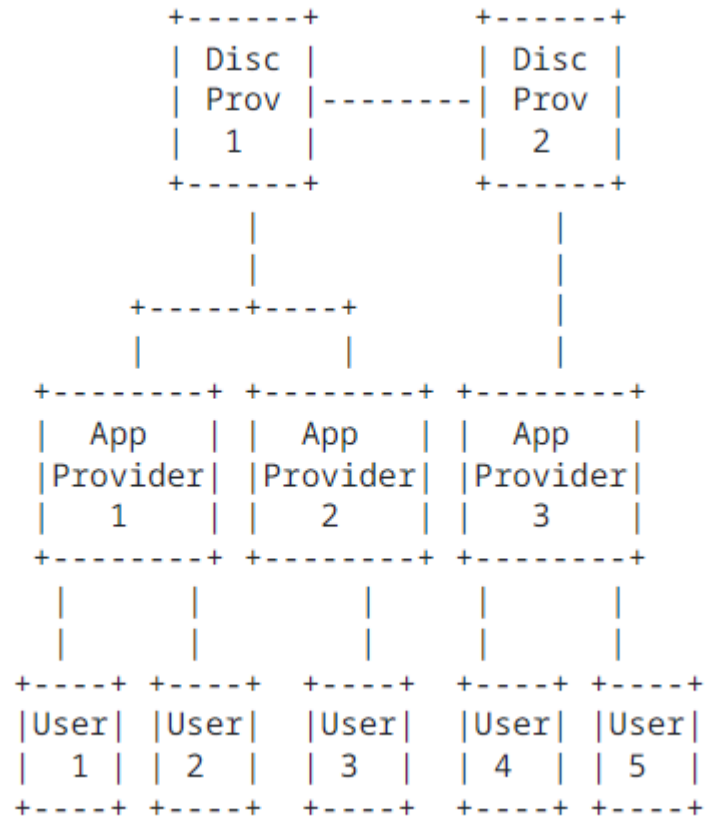 +------+         +------+
| Disc |         | Disc |
| Prov |--------| Prov |
|  1   |         |  2   |
+------+         +------+
    |                 |
    |                 |
+-----+----+          |
|          |          |
+--------+ +--------+ +--------+
|  App   | |  App   | |  App   |
|Provider| |Provider| |Provider|
|   1    | |   2    | |   3    |
+--------+ +--------+ +--------+
 |     |       |     |     |
 |     |       |     |     |
+----+ +----+  +----+  +----+ +----+
|User| |User|  |User|  |User| |User|
|  1 | | 2  |  | 3  |  | 4  | | 5  |
+----+ +----+  +----+  +----+ +----+